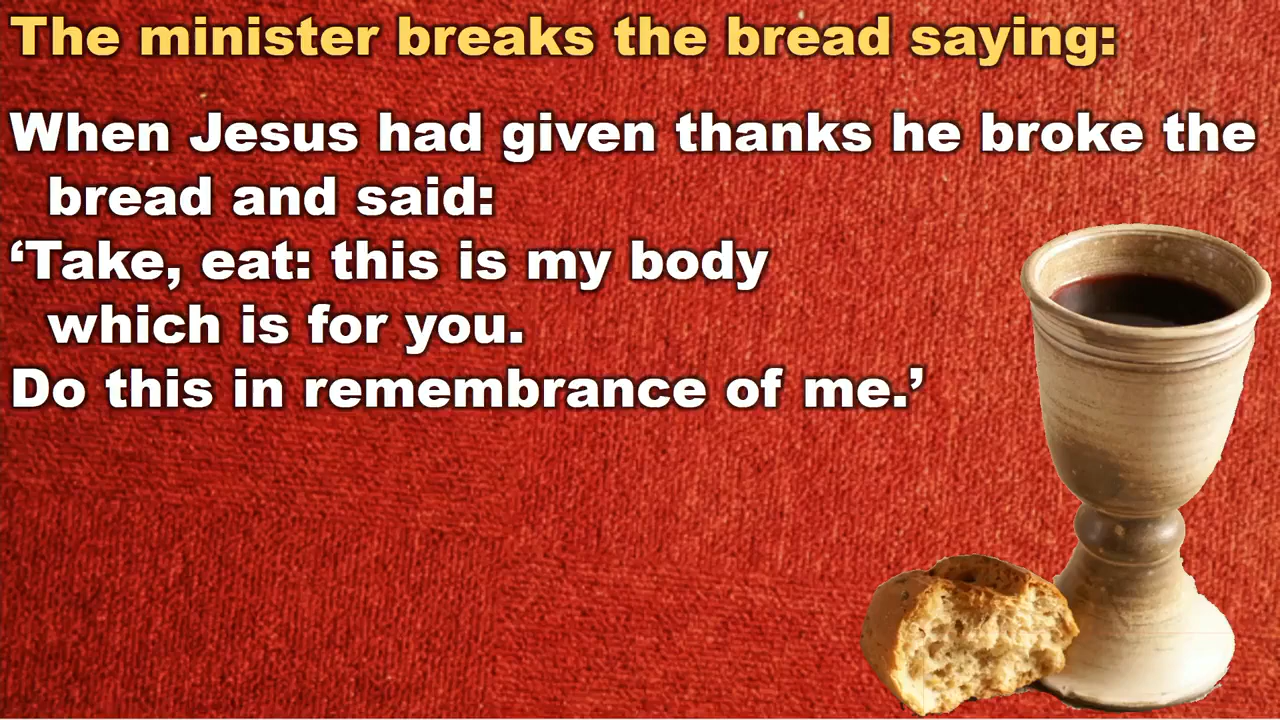 The minister breaks the bread saying:
When Jesus had given thanks he broke the
bread and said:
‘Take, eat: this is my body
which is for you.
Do this in remembrance of me.’